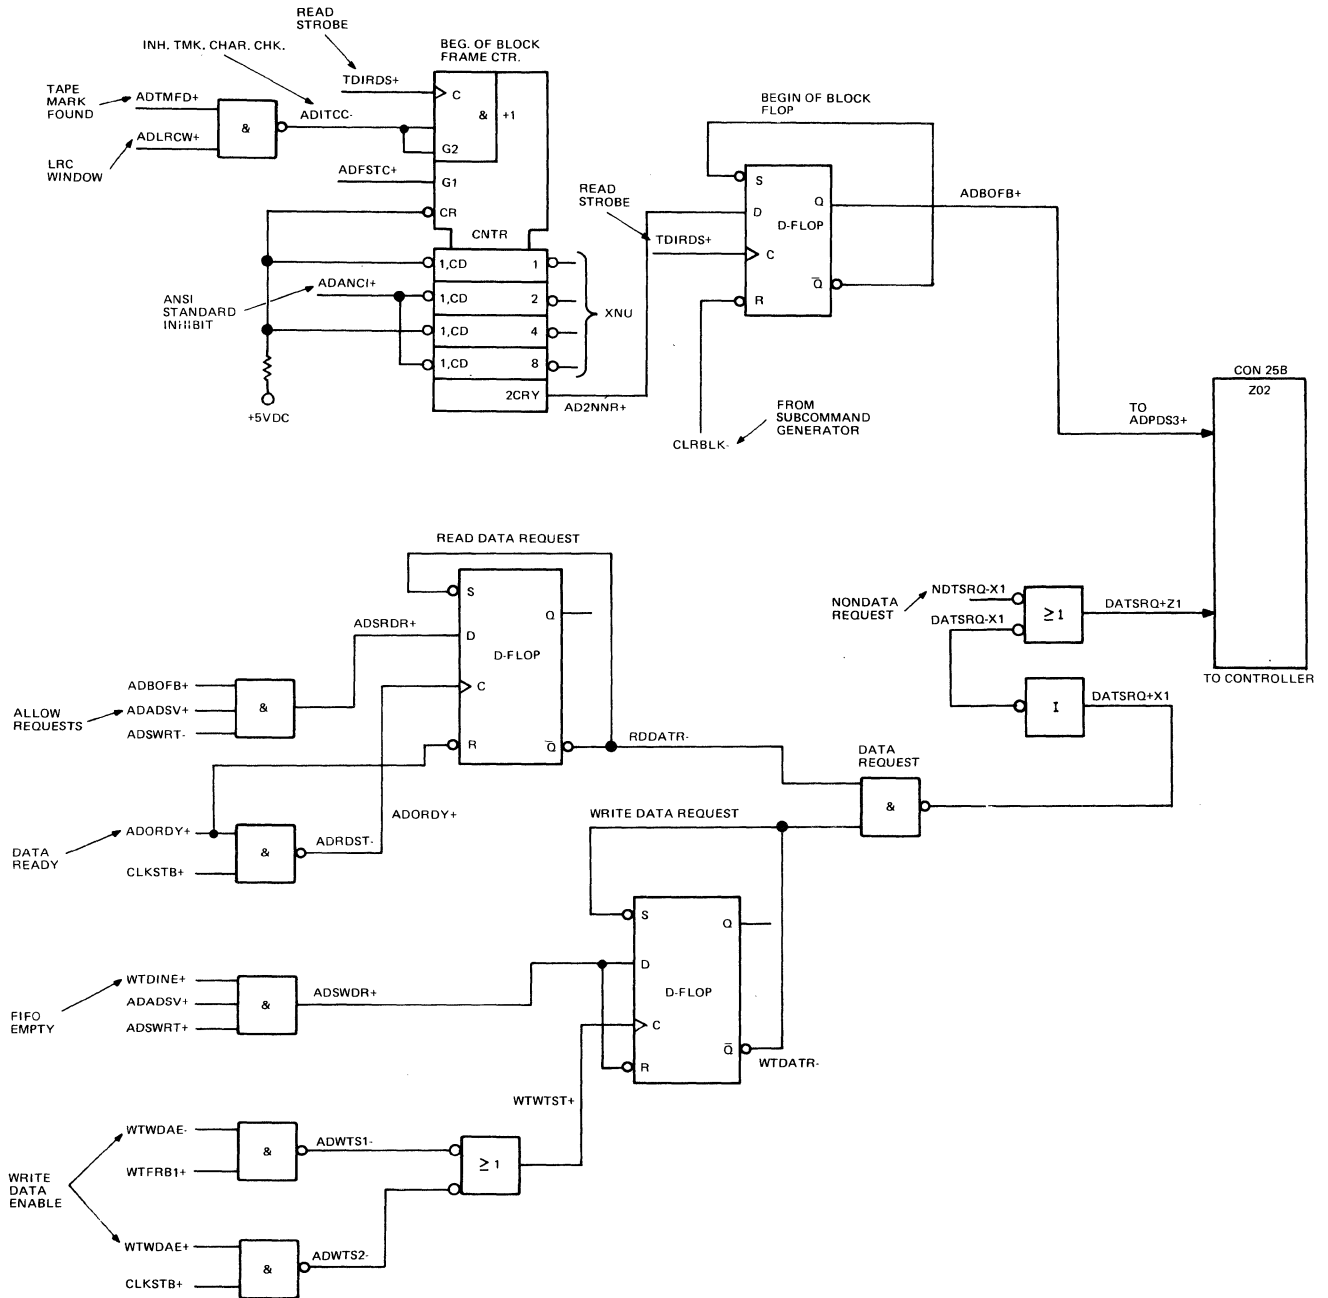 READ
STROBE
INH. TMK. CHAR. CHK.
BEG. OF BLOCK
FRAME CTR.
TDIRDS+
TAPE
MARK
FOUND
ADTMFD+
ADITCC-
C
&
+1
&
G2
ADLRCW+
LRC
WINDOW
ADFSTC+
G1
CR
CNTR
1,CD 1
ANSI
STANDARD
INHIBIT
ADANCI+
1,CD 2
XNU
1,CD 4
1,CD 8
2CRY
AD2NNR+
+5VDC
BEGIN OF BLOCK
FLOP
READ
STROBE
TDIRDS+
S
D
Q
D-FLOP
C
Q
R
ADBOFB+
FROM
SUBCOMMAND
GENERATOR
CLRBLK-
CON 25B
Z02
TO
ADPDS3+
READ DATA REQUEST
S
Q
ADSRDR+
D
D-FLOP
C
R
Q
ADBOFB+
ALLOW
REQUESTS
ADADSV+
&
ADSWRT-
RDDATR-
NONDATA
REQUEST
NDTSRQ-X1
DATSRQ-X1
≥ 1
DATSRQ+Z1
TO CONTROLLER
I
DATSRQ+X1
DATA
REQUEST
&
ADORDY+
DATA
READY
ADORDY+
&
ADRDST-
CLKSTB+
WRITE DATA REQUEST
S
Q
D
D-FLOP
C
Q
R
WTDATR-
FIFO
EMPTY
WTDINE+
ADADSV+
&
ADSWDR+
ADSWRT+
WTWTST+
WRITE
DATA
ENABLE
WTWDAE-
&
ADWTS1-
WTFRB1+
≥ 1
WTWDAE+
&
ADWTS2-
CLKSTB+